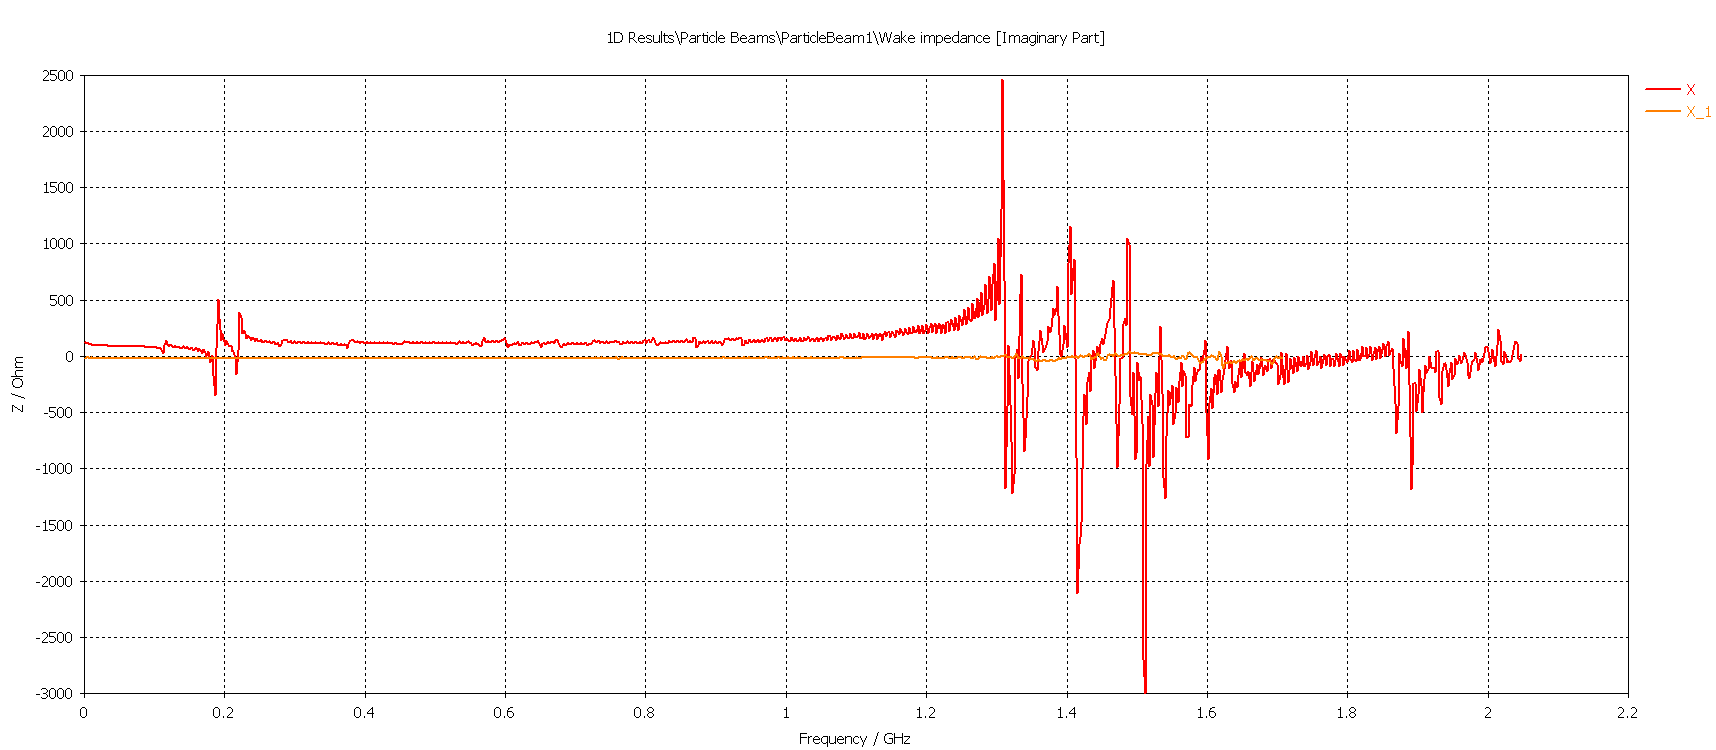 1D Results\Particle Beams\ParticleBeam1\Wake impedance [Imaginary Part]
2500
2000
1500
1000
500
0
-500
-1000
-1500
-2000
-2500
-3000
Z / Ohm
0 0.2 0.4 0.6 0.8 1 1.2 1.4 1.6 1.8 2 2.2
Frequency / GHz
X
X_1